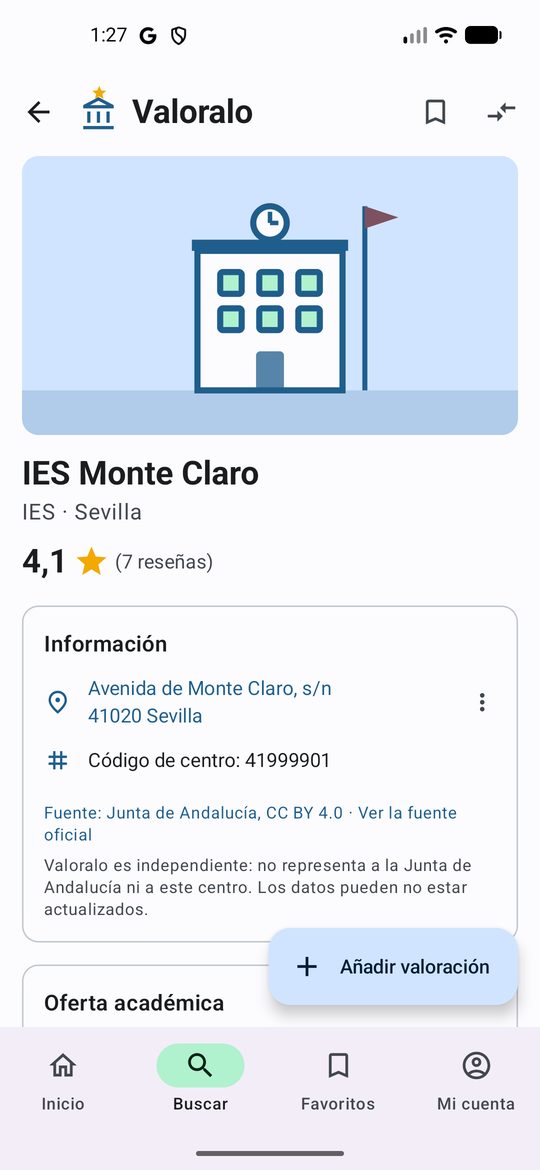 1:27
Valoralo
IES Monte Claro
IES · Sevilla
4,1 (7 reseñas)
Información
Avenida de Monte Claro, s/n
41020 Sevilla
Código de centro: 41999901
Fuente: Junta de Andalucía, CC BY 4.0 · Ver la fuente
oficial
Valoralo es independiente: no representa a la Junta de
Andalucía ni a este centro. Los datos pueden no estar
actualizados.
Añadir valoración
Oferta académica
Inicio Buscar Favoritos Mi cuenta